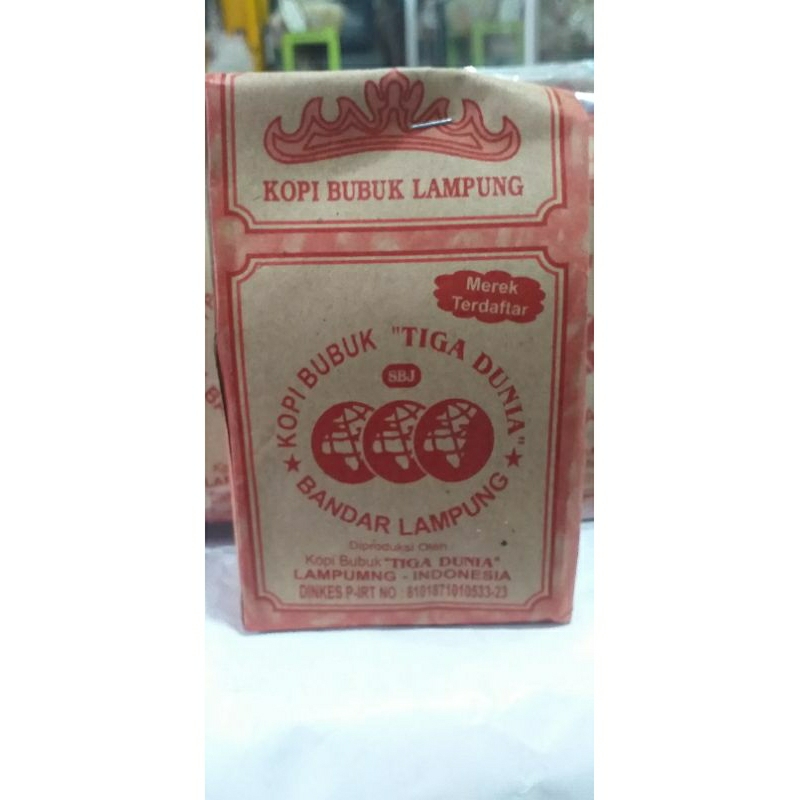 KOPI BUBUK LAMPUNG
Merek
Terdaftar
KOPI BUBUK "TIGA DUNIA"
SBJ
★ BANDAR LAMPUNG ★
Diproduksi Oleh :
Kopi Bubuk "TIGA DUNIA"
LAMPUMNG - INDONESIA
DINKES P-IRT NO : 8101871010533-23